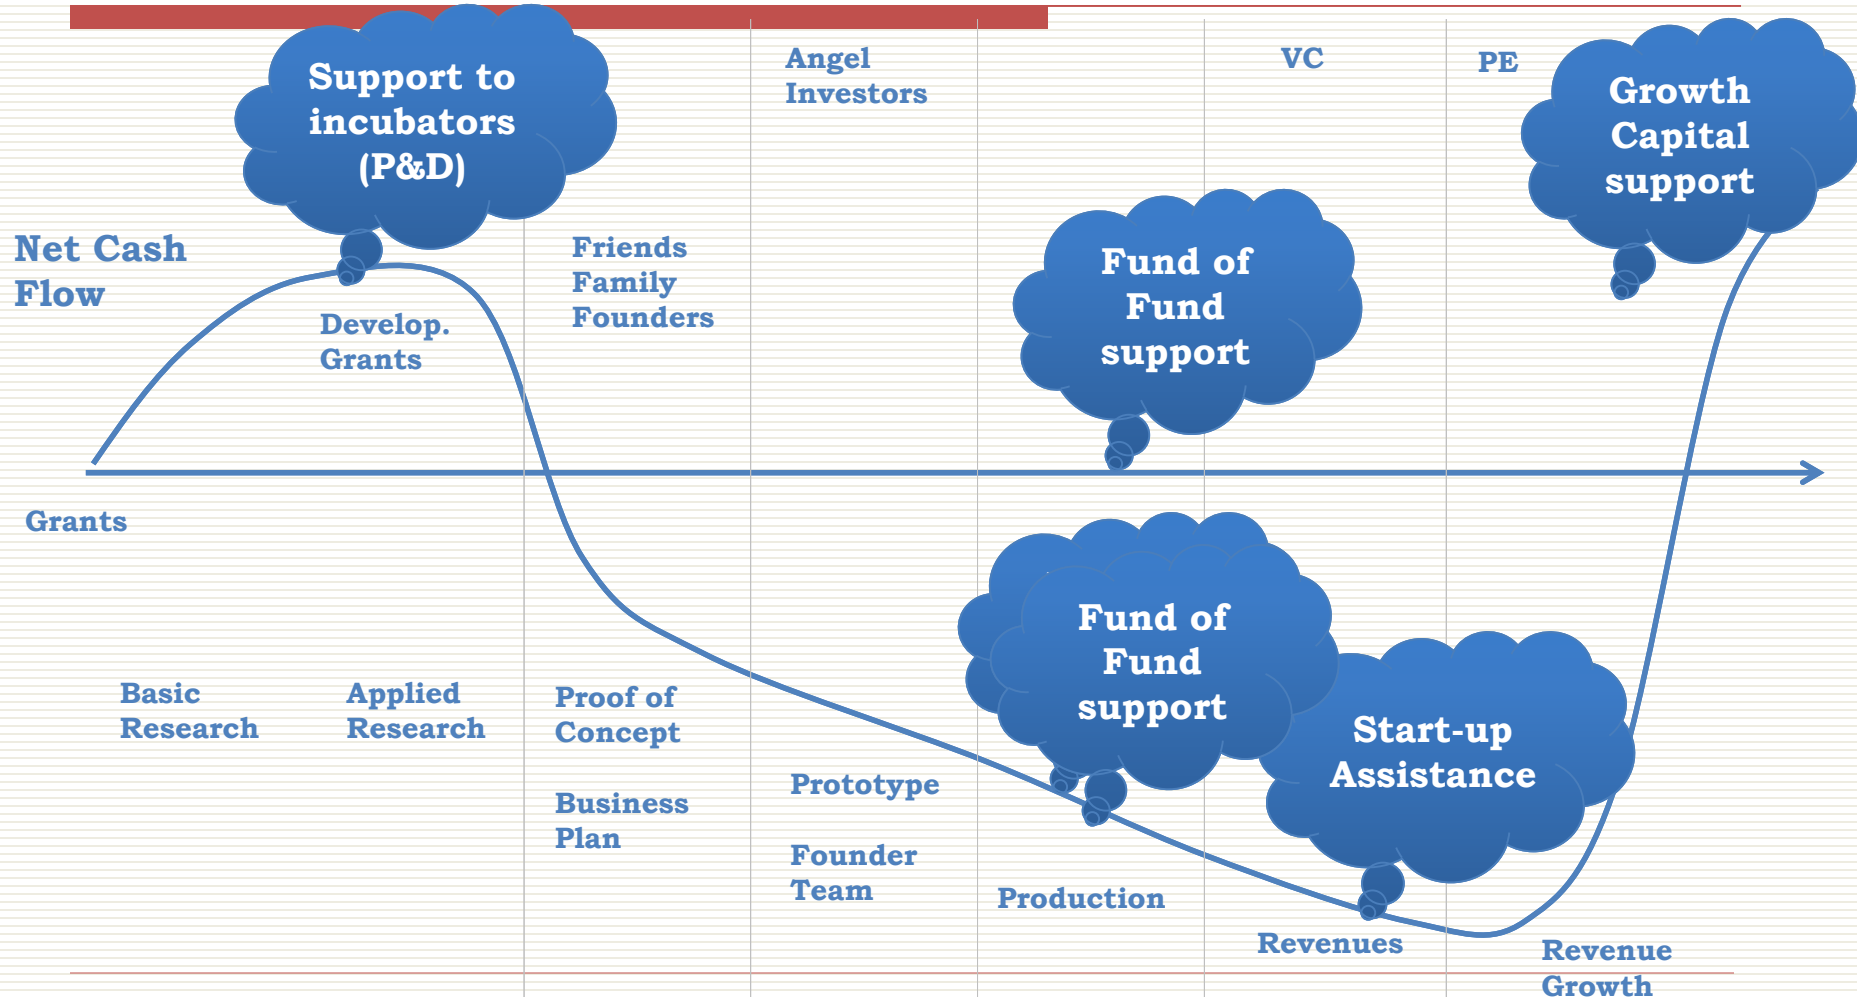 Support to
incubators
(P&D)
Angel
Investors
VC
PE
Growth
Capital
support
Net Cash
Flow
Friends
Family
Founders
Develop.
Grants
Fund of
Fund
support
Grants
Fund of
Fund
support
Start-up
Assistance
Basic
Research
Applied
Research
Proof of
Concept
Business
Plan
Prototype
Founder
Team
Production
Revenues
Revenue
Growth